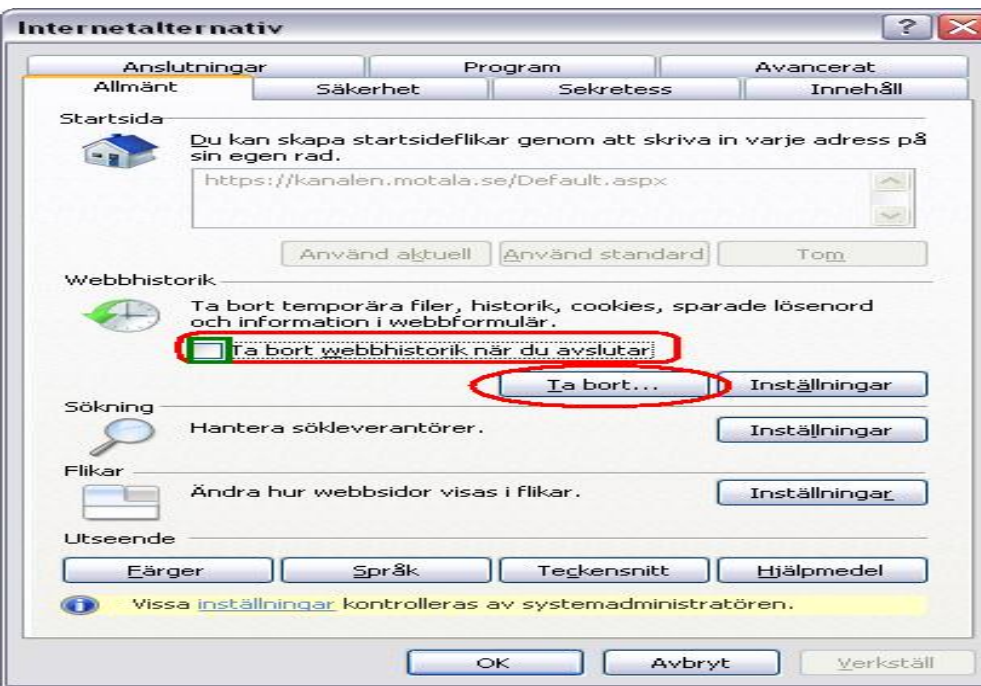 Internetalternativ
Anslutningar Program Avancerat
Allmänt Säkerhet Sekretess Innehåll
Startsida
Du kan skapa startsideflikar genom att skriva in varje adress på
sin egen rad.
https://kanalen.motala.se/Default.aspx
Använd aktuell Använd standard Tom
Webbhistorik
Ta bort temporära filer, historik, cookies, sparade lösenord
och information i webbformulär.
Ta bort webbhistorik när du avslutar
Ta bort... Inställningar
Sökning
Hantera sökleverantörer. Inställningar
Flikar
Ändra hur webbsidor visas i flikar. Inställningar
Utseende
Färger Språk Teckensnitt Hjälpmedel
Vissa inställningar kontrolleras av systemadministratören.
OK Avbryt Verkställ